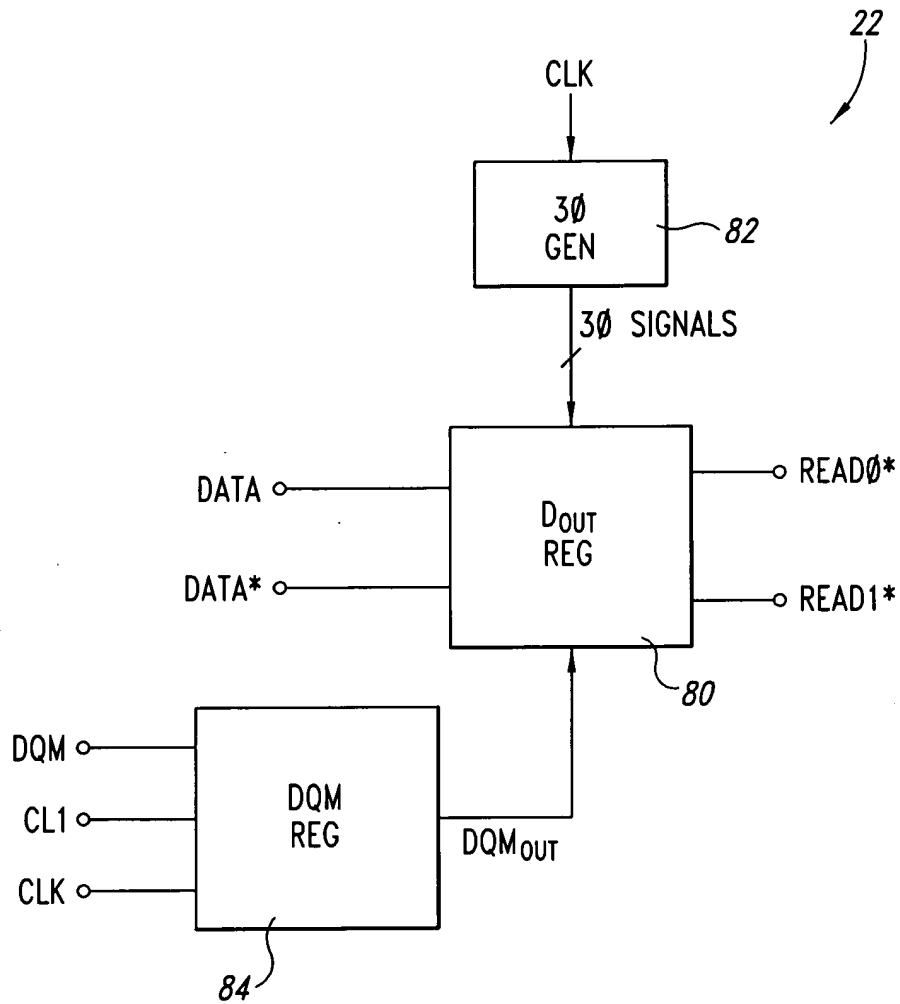 22
CLK
3Ø
GEN
82
3Ø SIGNALS
DATA
DATA*
DOUT
REG
READØ*
READ1*
80
DQM
CL1
CLK
DQM
REG
DQMOUT
84